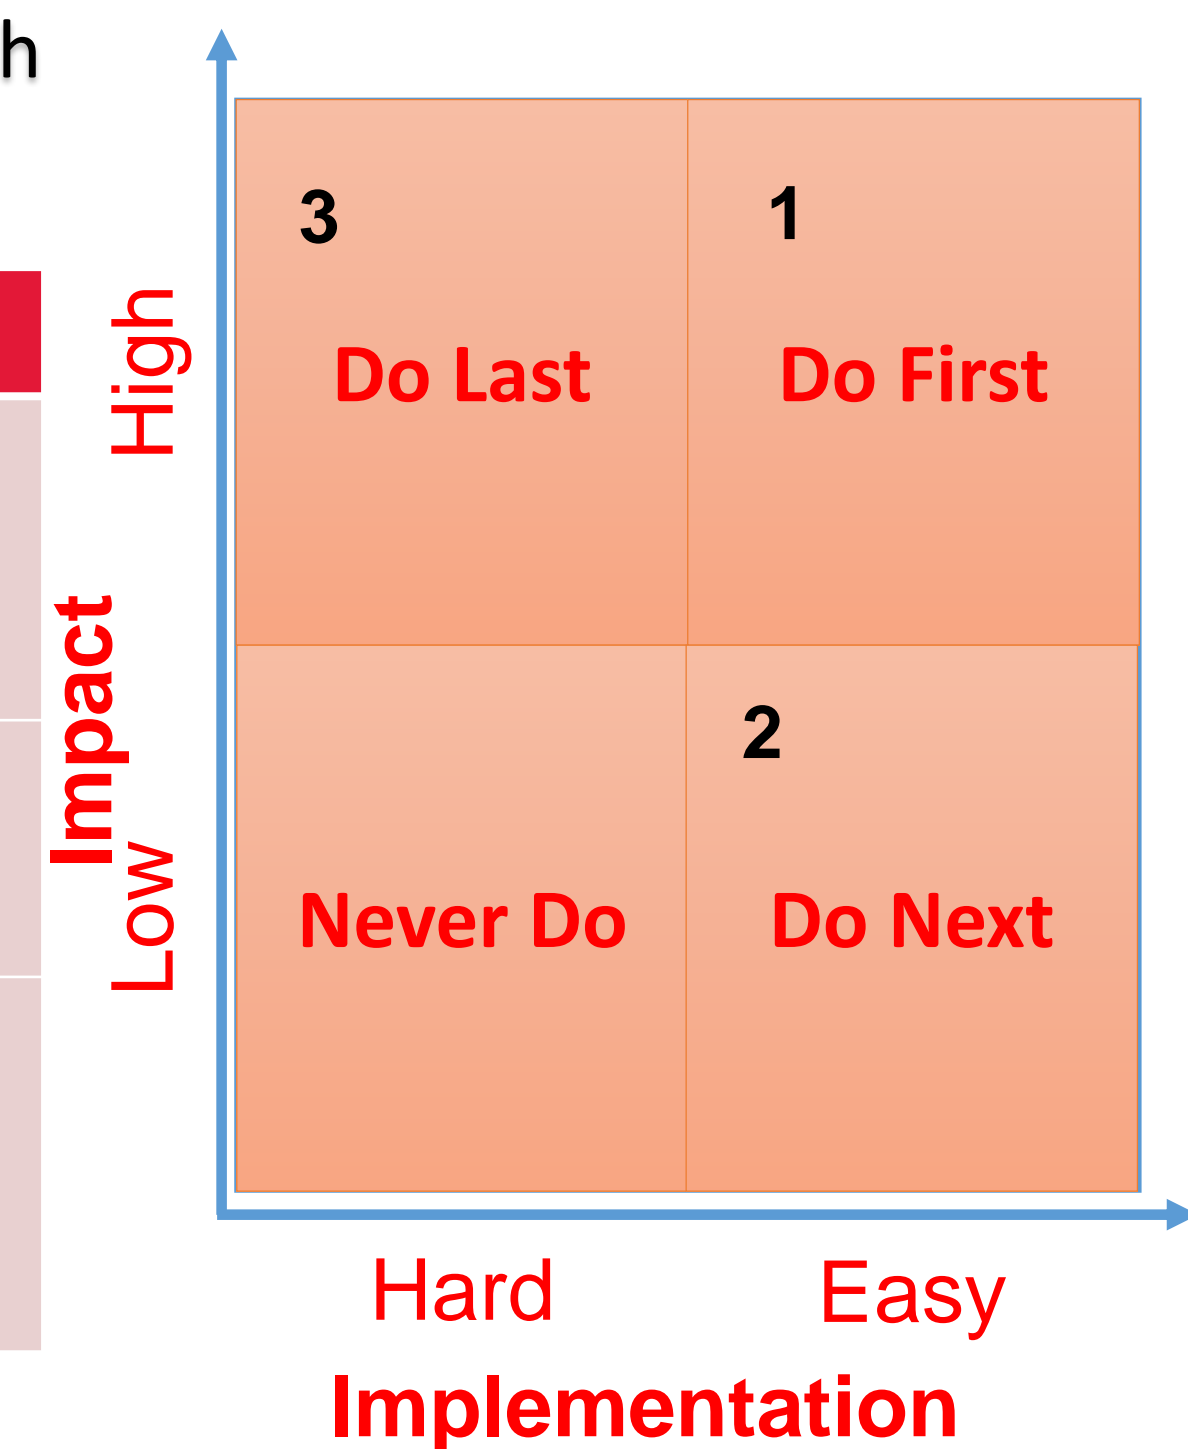 h
3
1
High
Do Last
Do First
Impact
2
Low
Never Do
Do Next
Hard
Easy
Implementation